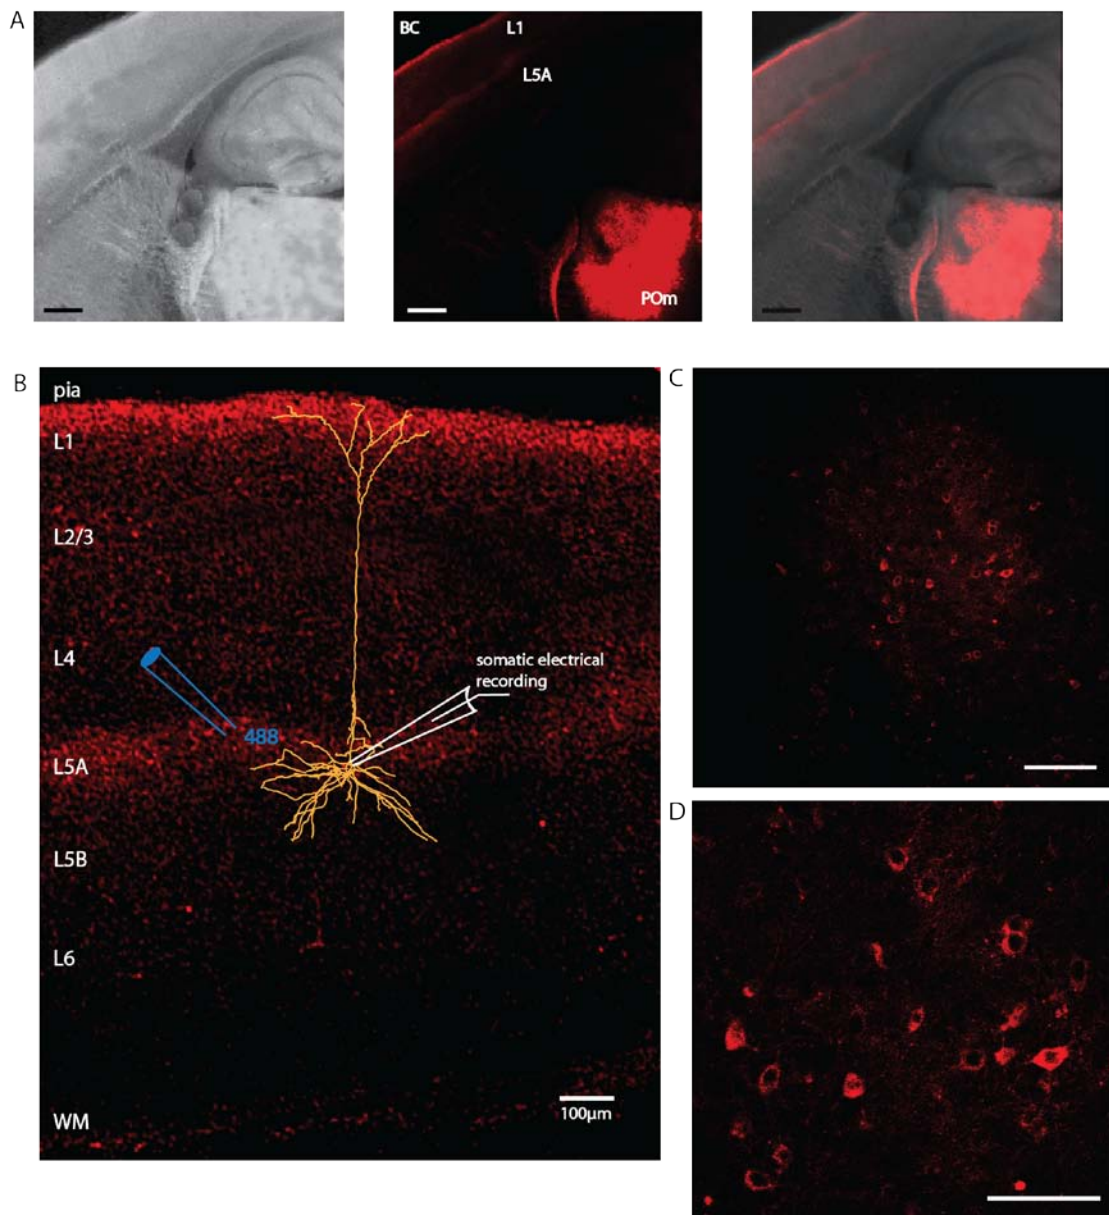 A
BC
L1
L5A
POm
B
pia
L1
L2/3
L4
somatic electrical
recording
488
L5A
L5B
L6
100µm
WM
C
D